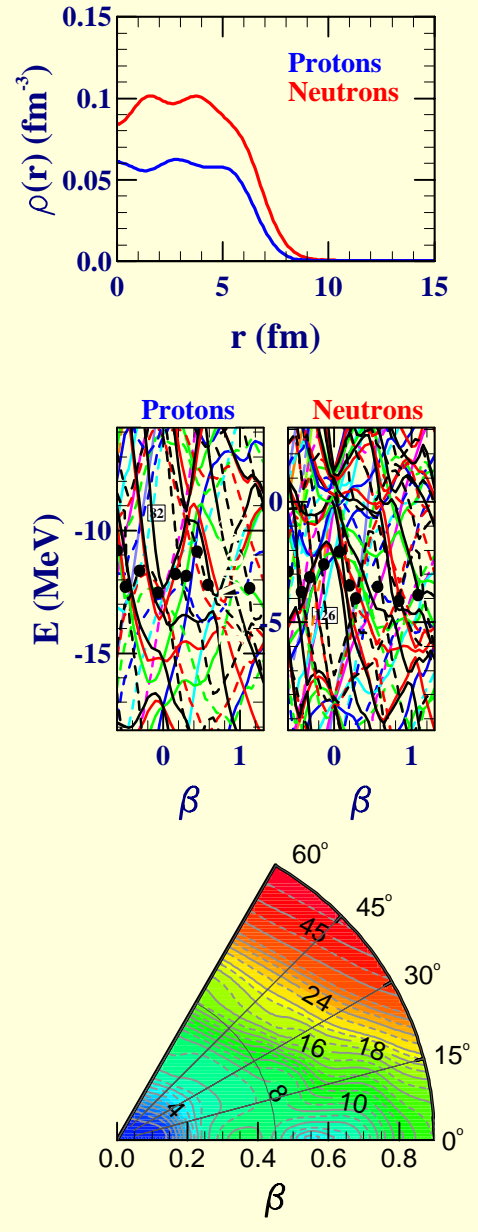 0.15
Protons
Neutrons
0.1
ρ(r) (fm⁻³)
0.05
0.0
0 5 10 15
r (fm)
Protons Neutrons
0
82
-10
E (MeV)
126
-5
-15
0 1 0 1
β β
60°
45°
45
30°
24
18
16
15°
10
8
4
0°
0.0 0.2 0.4 0.6 0.8
β